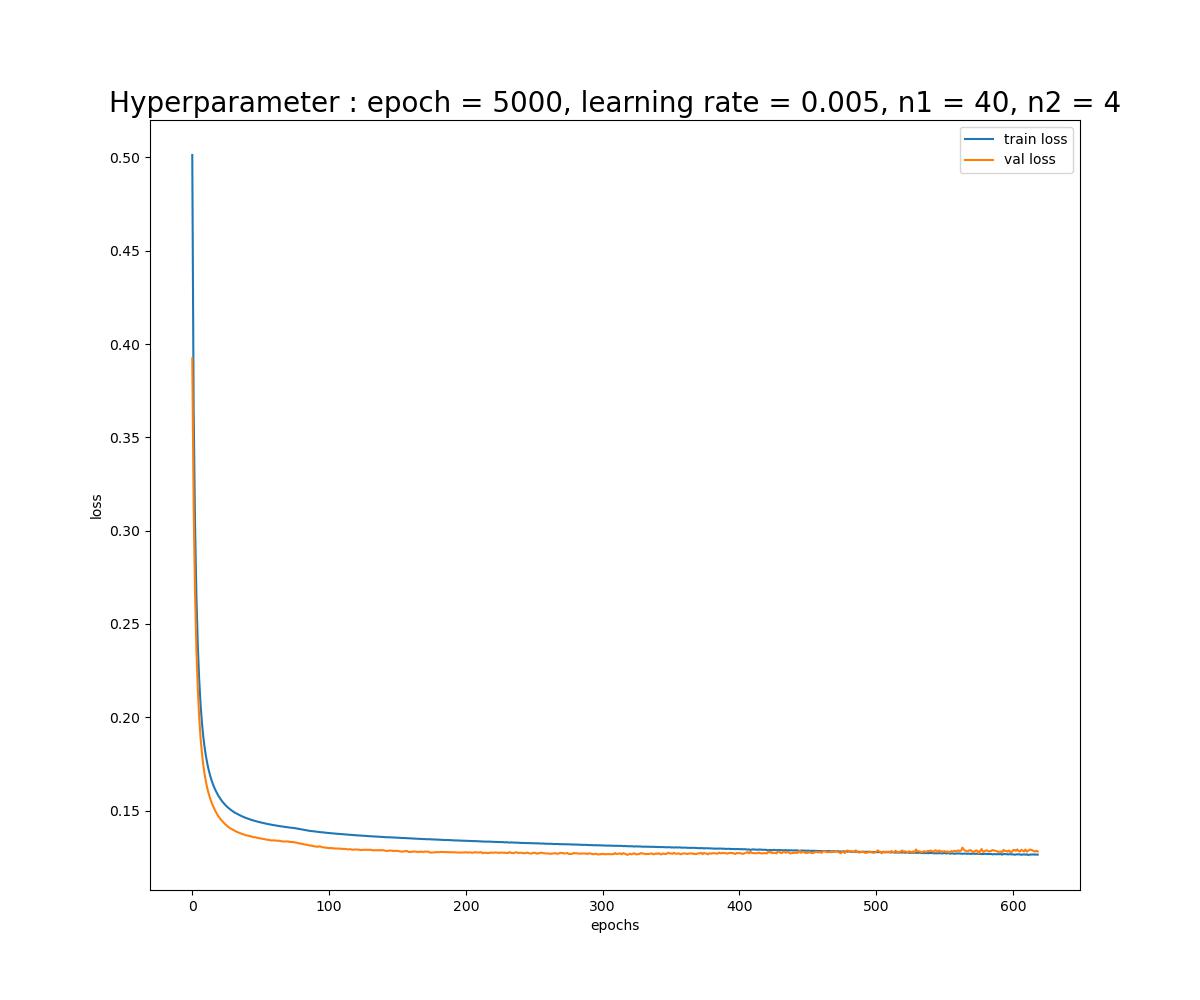 Hyperparameter : epoch = 5000, learning rate = 0.005, n1 = 40, n2 = 4
train loss
val loss
0.50
0.45
0.40
0.35
0.30
0.25
0.20
0.15
loss
0 100 200 300 400 500 600
epochs